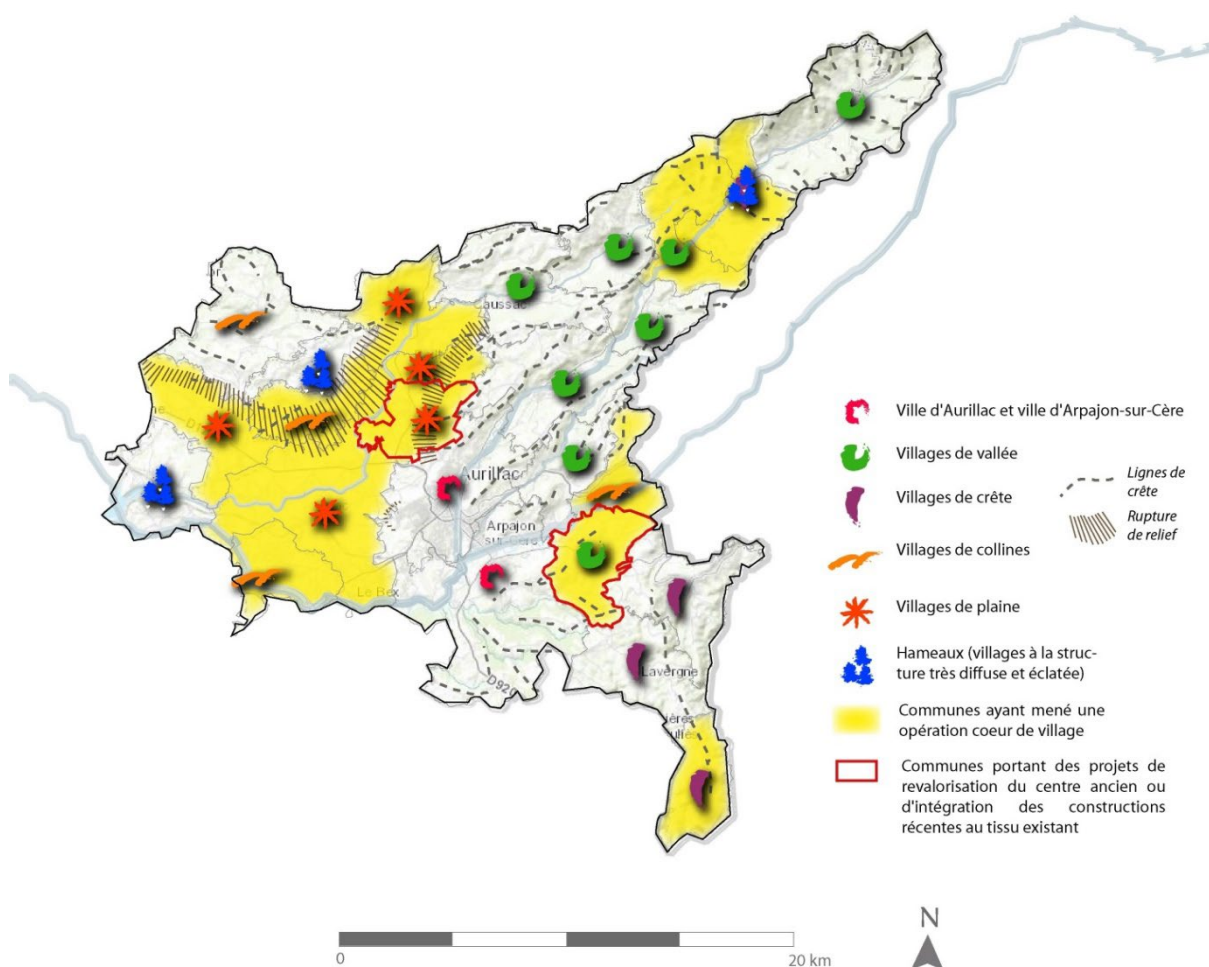 aussac
Aurillac
Arpajon
sur-Cère
Le Bex
D920
Lavergne
Ville d'Aurillac et ville d'Arpajon-sur-Cère
Villages de vallée
Villages de crête
Villages de collines
Villages de plaine
Hameaux (villages à la struc-
ture très diffuse et éclatée)
Communes ayant mené une
opération coeur de village
Communes portant des projets de
revalorisation du centre ancien ou
d'intégration des constructions
récentes au tissu existant
Lignes de
crête
Rupture
de relief
0
20 km
N